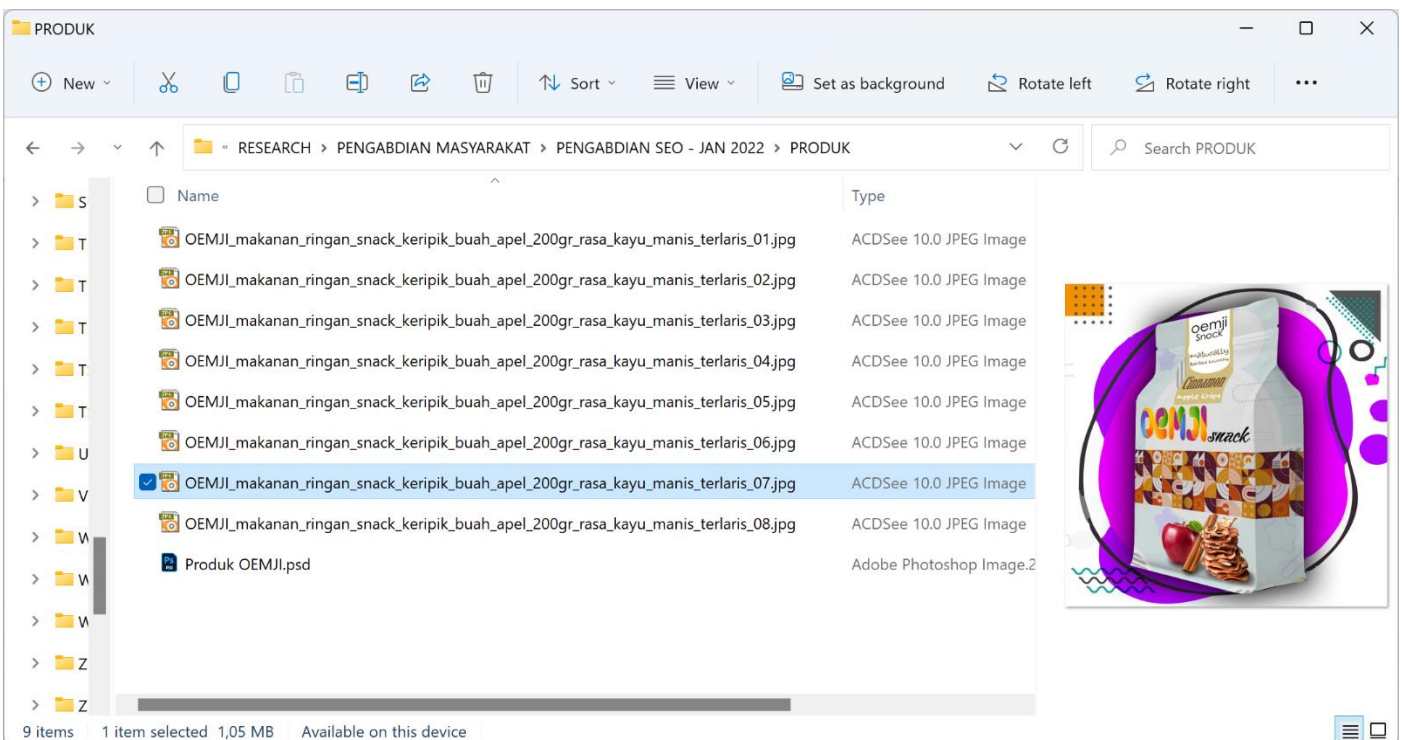 PRODUK
New
Sort
View
Set as background
Rotate left
Rotate right
« RESEARCH > PENGABDIAN MASYARAKAT > PENGABDIAN SEO - JAN 2022 > PRODUK
Search PRODUK
Name Type
S
T
T
T
T
T
U
V
W
W
W
Z
Z
OEMJI_makanan_ringan_snack_keripik_buah_apel_200gr_rasa_kayu_manis_terlaris_01.jpg ACDSee 10.0 JPEG Image
OEMJI_makanan_ringan_snack_keripik_buah_apel_200gr_rasa_kayu_manis_terlaris_02.jpg ACDSee 10.0 JPEG Image
OEMJI_makanan_ringan_snack_keripik_buah_apel_200gr_rasa_kayu_manis_terlaris_03.jpg ACDSee 10.0 JPEG Image
OEMJI_makanan_ringan_snack_keripik_buah_apel_200gr_rasa_kayu_manis_terlaris_04.jpg ACDSee 10.0 JPEG Image
OEMJI_makanan_ringan_snack_keripik_buah_apel_200gr_rasa_kayu_manis_terlaris_05.jpg ACDSee 10.0 JPEG Image
OEMJI_makanan_ringan_snack_keripik_buah_apel_200gr_rasa_kayu_manis_terlaris_06.jpg ACDSee 10.0 JPEG Image
OEMJI_makanan_ringan_snack_keripik_buah_apel_200gr_rasa_kayu_manis_terlaris_07.jpg ACDSee 10.0 JPEG Image
OEMJI_makanan_ringan_snack_keripik_buah_apel_200gr_rasa_kayu_manis_terlaris_08.jpg ACDSee 10.0 JPEG Image
Produk OEMJI.psd Adobe Photoshop Image.2
oemji
Snack
Naturally
Cinnamon
Apple Chips
OEMJI snack
9 items 1 item selected 1,05 MB Available on this device